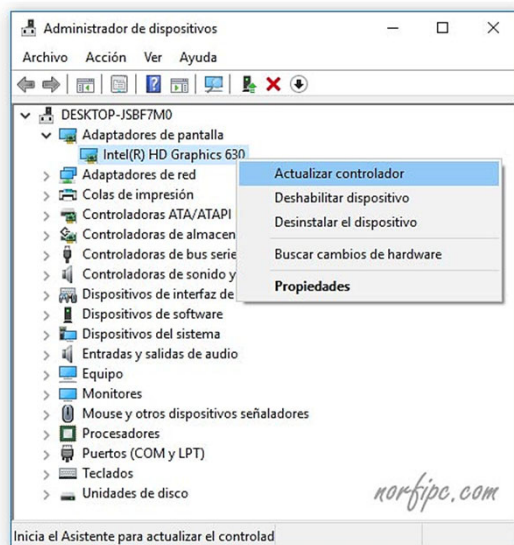 Administrador de dispositivos
Archivo Acción Ver Ayuda
DESKTOP-JSBF7M0
Adaptadores de pantalla
Intel(R) HD Graphics 630
Adaptadores de red
Colas de impresión
Controladoras ATA/ATAPI
Controladoras de almacen
Controladoras de bus serie
Controladoras de sonido y
Dispositivos de interfaz de
Dispositivos de software
Dispositivos del sistema
Entradas y salidas de audio
Equipo
Monitores
Mouse y otros dispositivos señaladores
Procesadores
Puertos (COM y LPT)
Teclados
Unidades de disco
Actualizar controlador
Deshabilitar dispositivo
Desinstalar el dispositivo
Buscar cambios de hardware
Propiedades
norfipc.com
Inicia el Asistente para actualizar el controlad